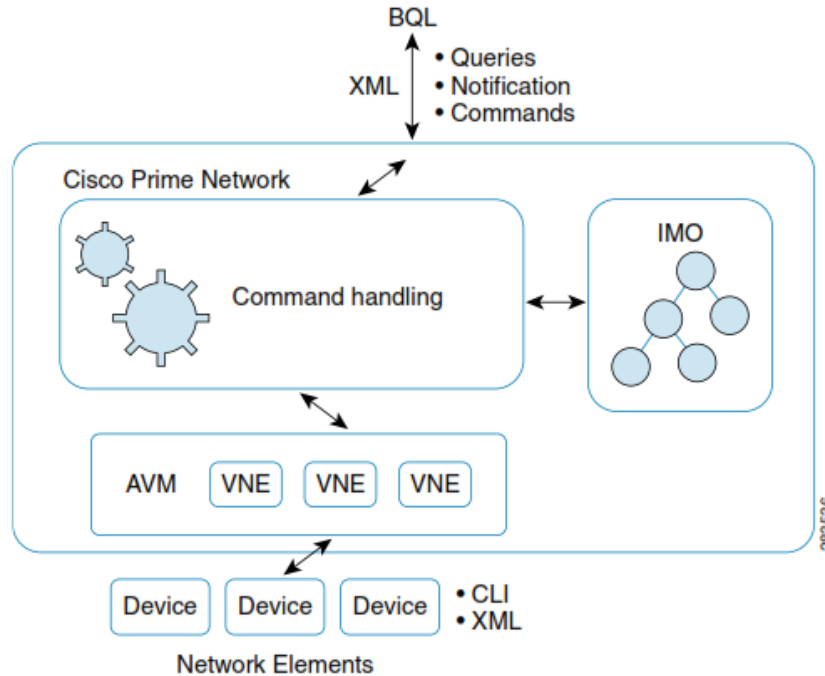 BQL
XML
• Queries
• Notification
• Commands
Cisco Prime Network
Command handling
IMO
AVM
VNE
VNE
VNE
Device
Device
Device
• CLI
• XML
Network Elements